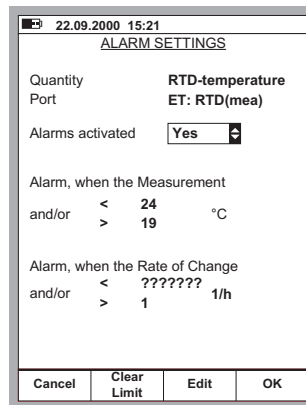 22.09.2000 15:21
ALARM SETTINGS
Quantity RTD-temperature
Port ET: RTD(mea)
Alarms activated Yes
Alarm, when the Measurement
< 24
and/or °C
> 19
Alarm, when the Rate of Change
< ???????
and/or 1/h
> 1
Cancel Clear Limit Edit OK